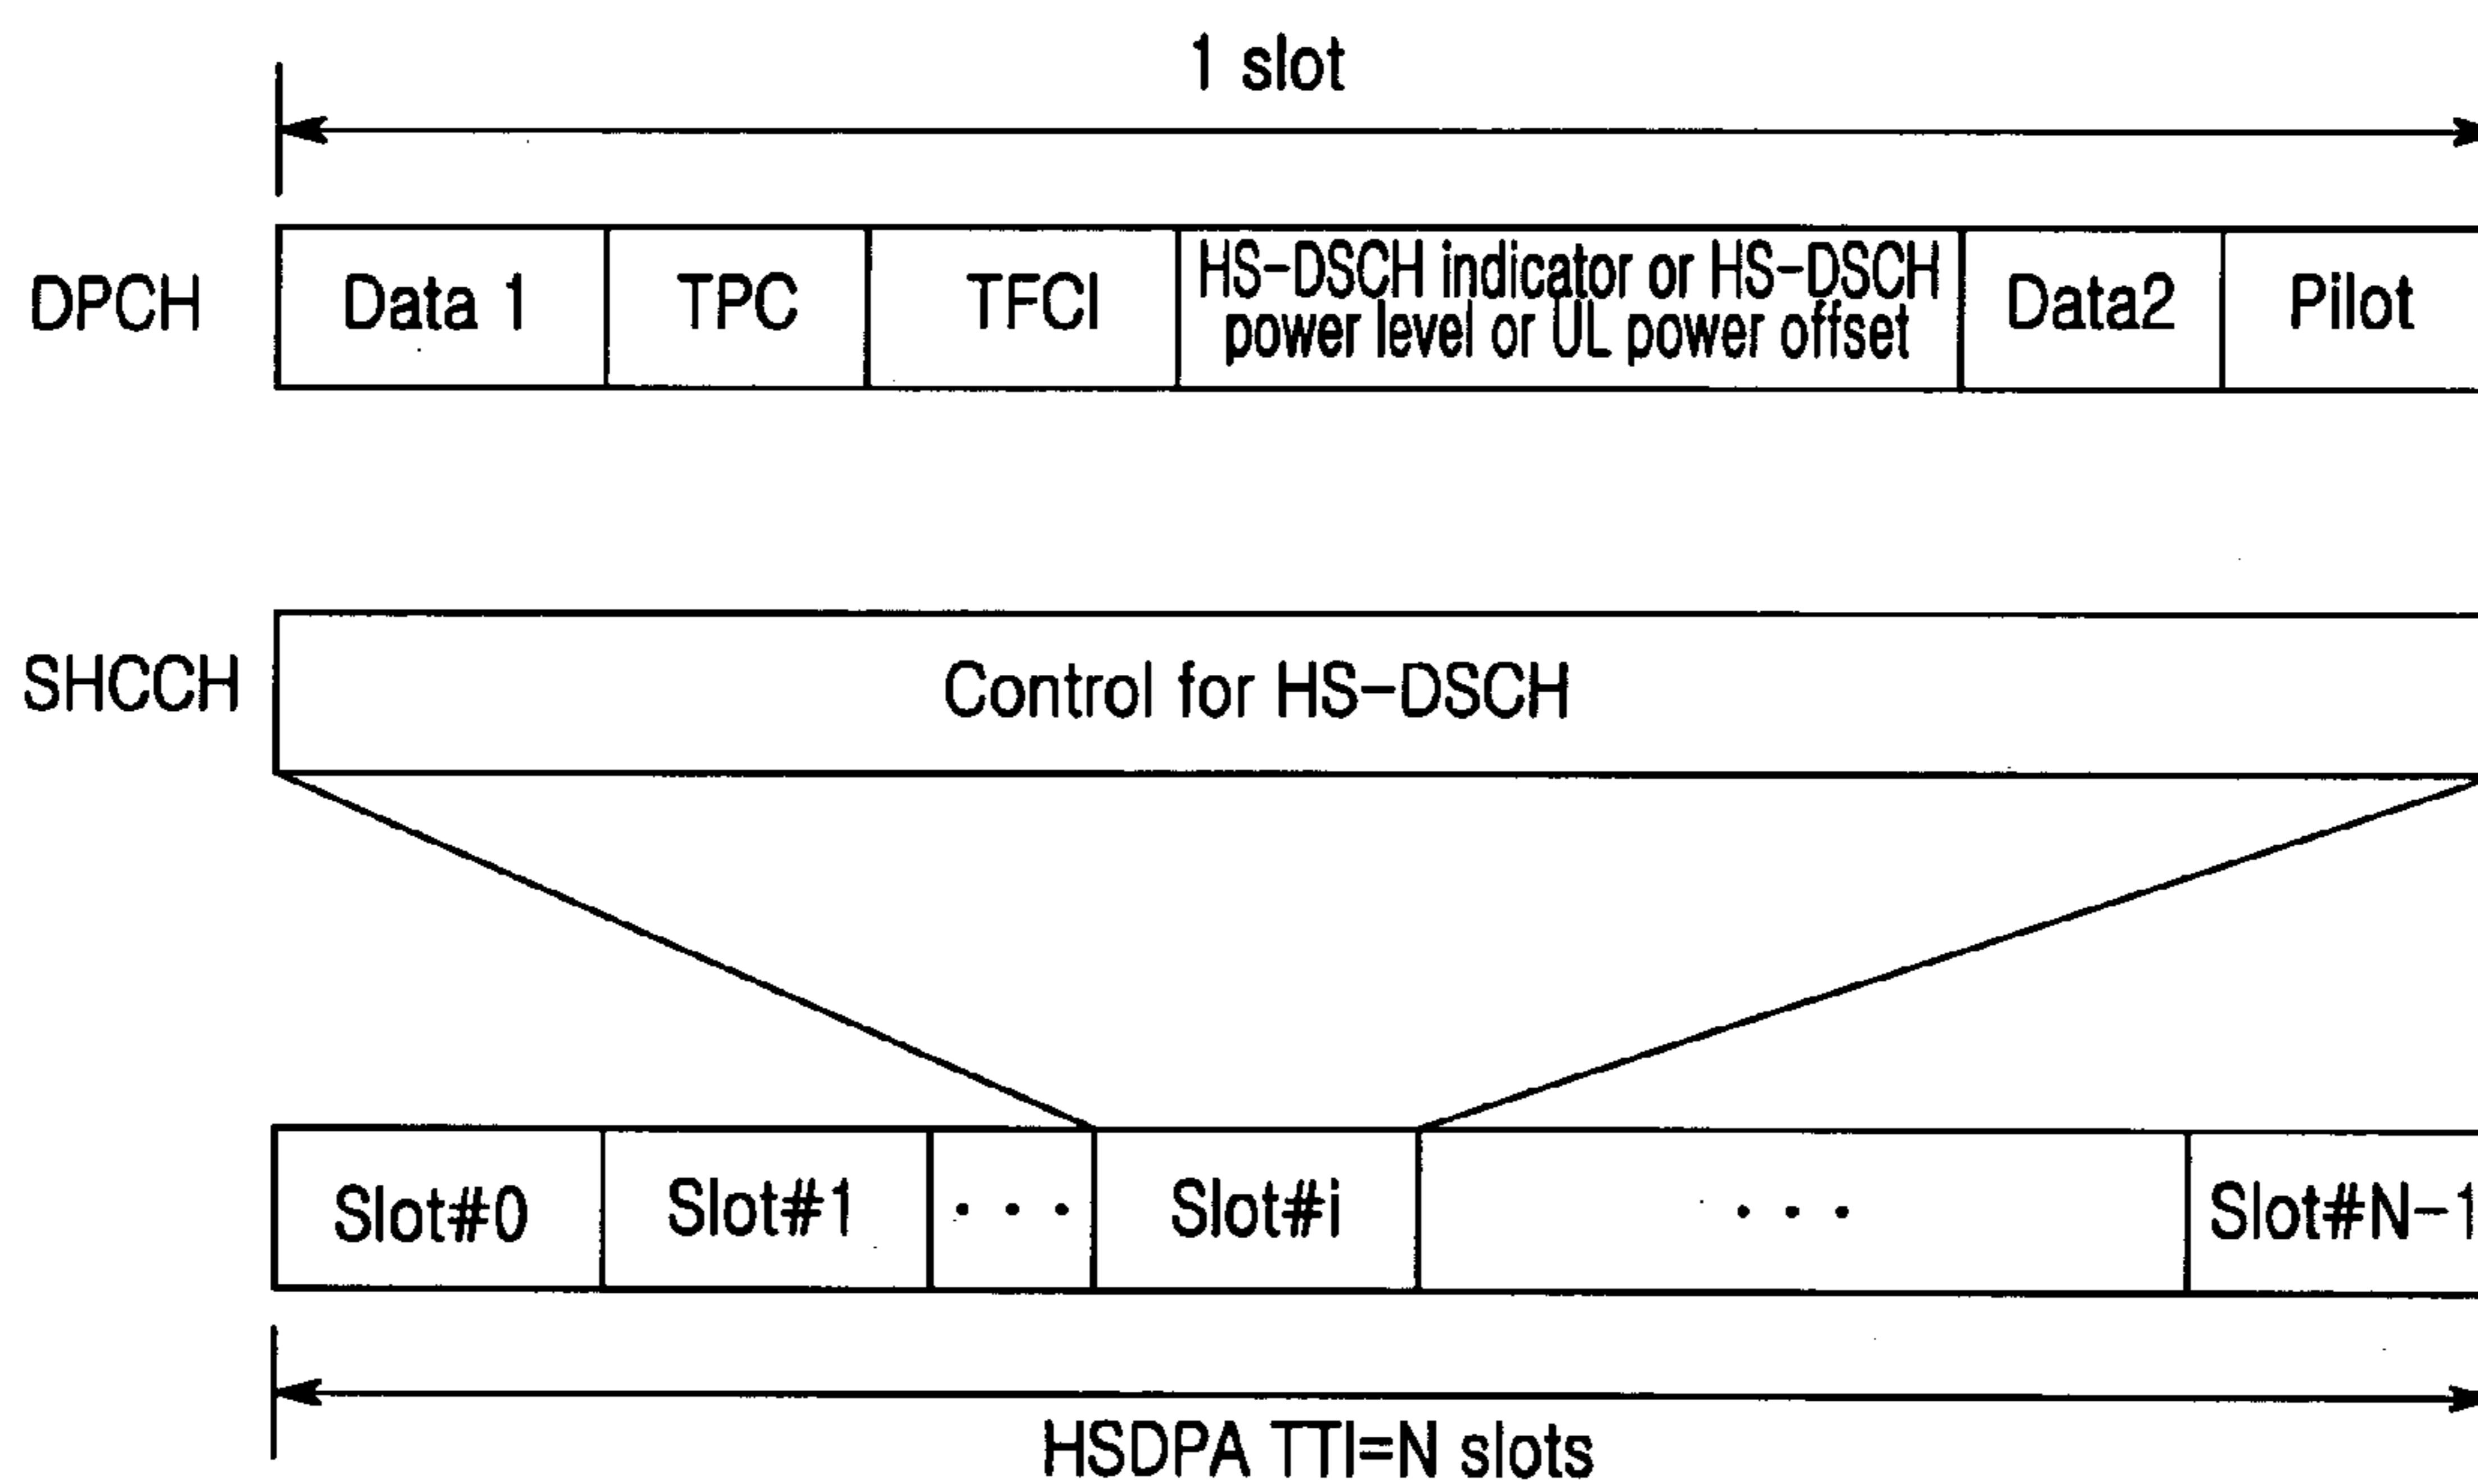 1 slot
DPCH
Data 1
TPC
TFCI
HS-DSCH indicator or HS-DSCH
power level or UL power offset
Data2
Pilot
SHCCH
Control for HS-DSCH
Slot#0
Slot#1
...
Slot#i
...
Slot#N-1
HSDPA TTI=N slots